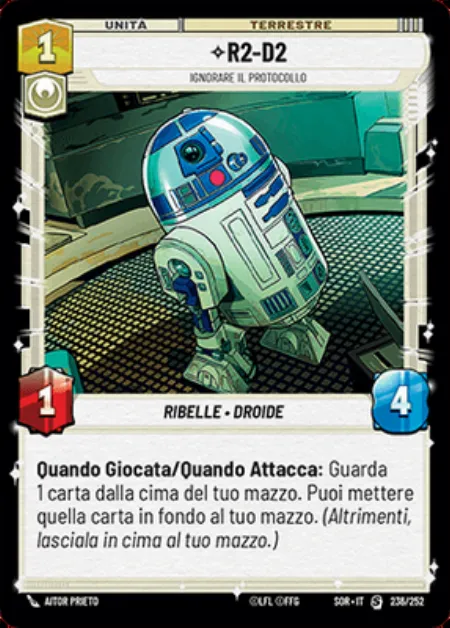 UNITÀ
TERRESTRE
1
✧R2-D2
IGNORARE IL PROTOCOLLO
1
RIBELLE • DROIDE
4
Quando Giocata/Quando Attacca: Guarda
1 carta dalla cima del tuo mazzo. Puoi mettere
quella carta in fondo al tuo mazzo. (Altrimenti,
lasciala in cima al tuo mazzo.)
AITOR PRIETO
©LFL ©FFG
SOR • IT
S
236/252